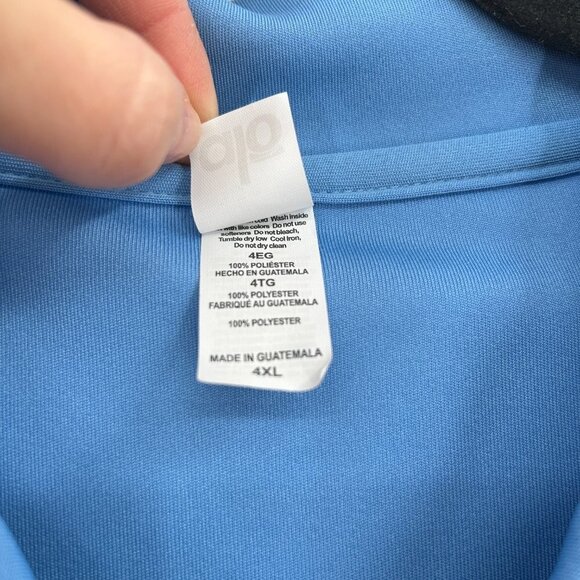 cold Wash Inside
with like colors Do not use
softeners Do not bleach,
Tumble dry low Cool Iron,
Do not dry clean
4EG
100% POLIÉSTER
HECHO EN GUATEMALA
4TG
100% POLYESTER
FABRIQUÉ AU GUATEMALA
100% POLYESTER
MADE IN GUATEMALA
4XL